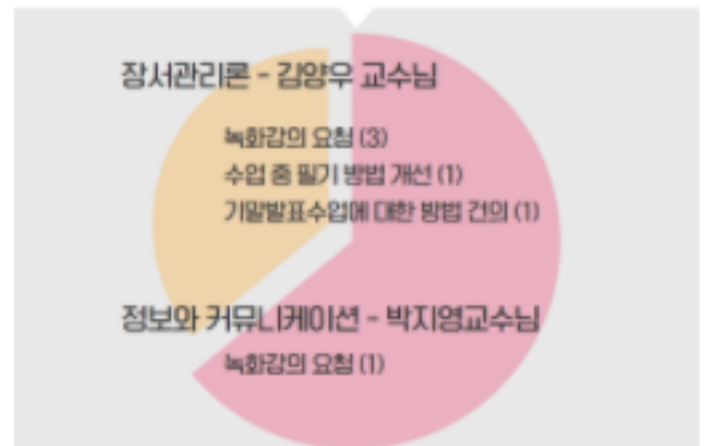 장서관리론 - 김양우 교수님
녹화강의 요청 (3)
수업 중 필기 방법 개선 (1)
기말발표수업에 대한 방법 건의 (1)
정보와 커뮤니케이션 - 박지영교수님
녹화강의 요청 (1)